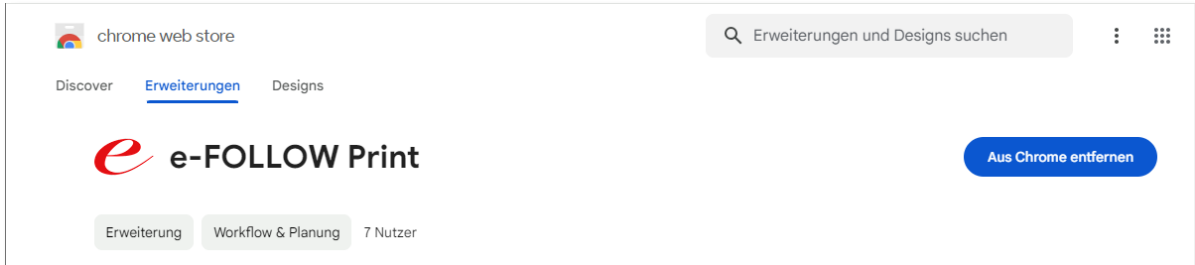 chrome web store
Erweiterungen und Designs suchen
Discover
Erweiterungen
Designs
e e-FOLLOW Print
Aus Chrome entfernen
Erweiterung
Workflow & Planung
7 Nutzer